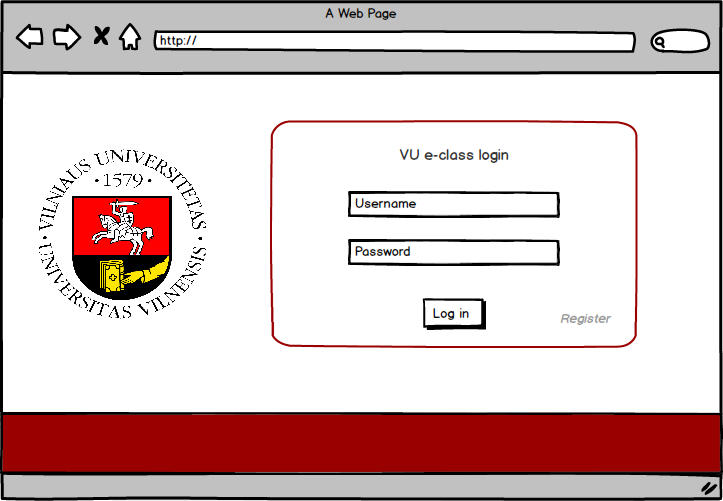 A Web Page
http://
VILNIAUS UNIVERSITETAS
· 1579 ·
· UNIVERSITAS VILNENSIS ·
VU e-class login
Username
Password
Log in
Register